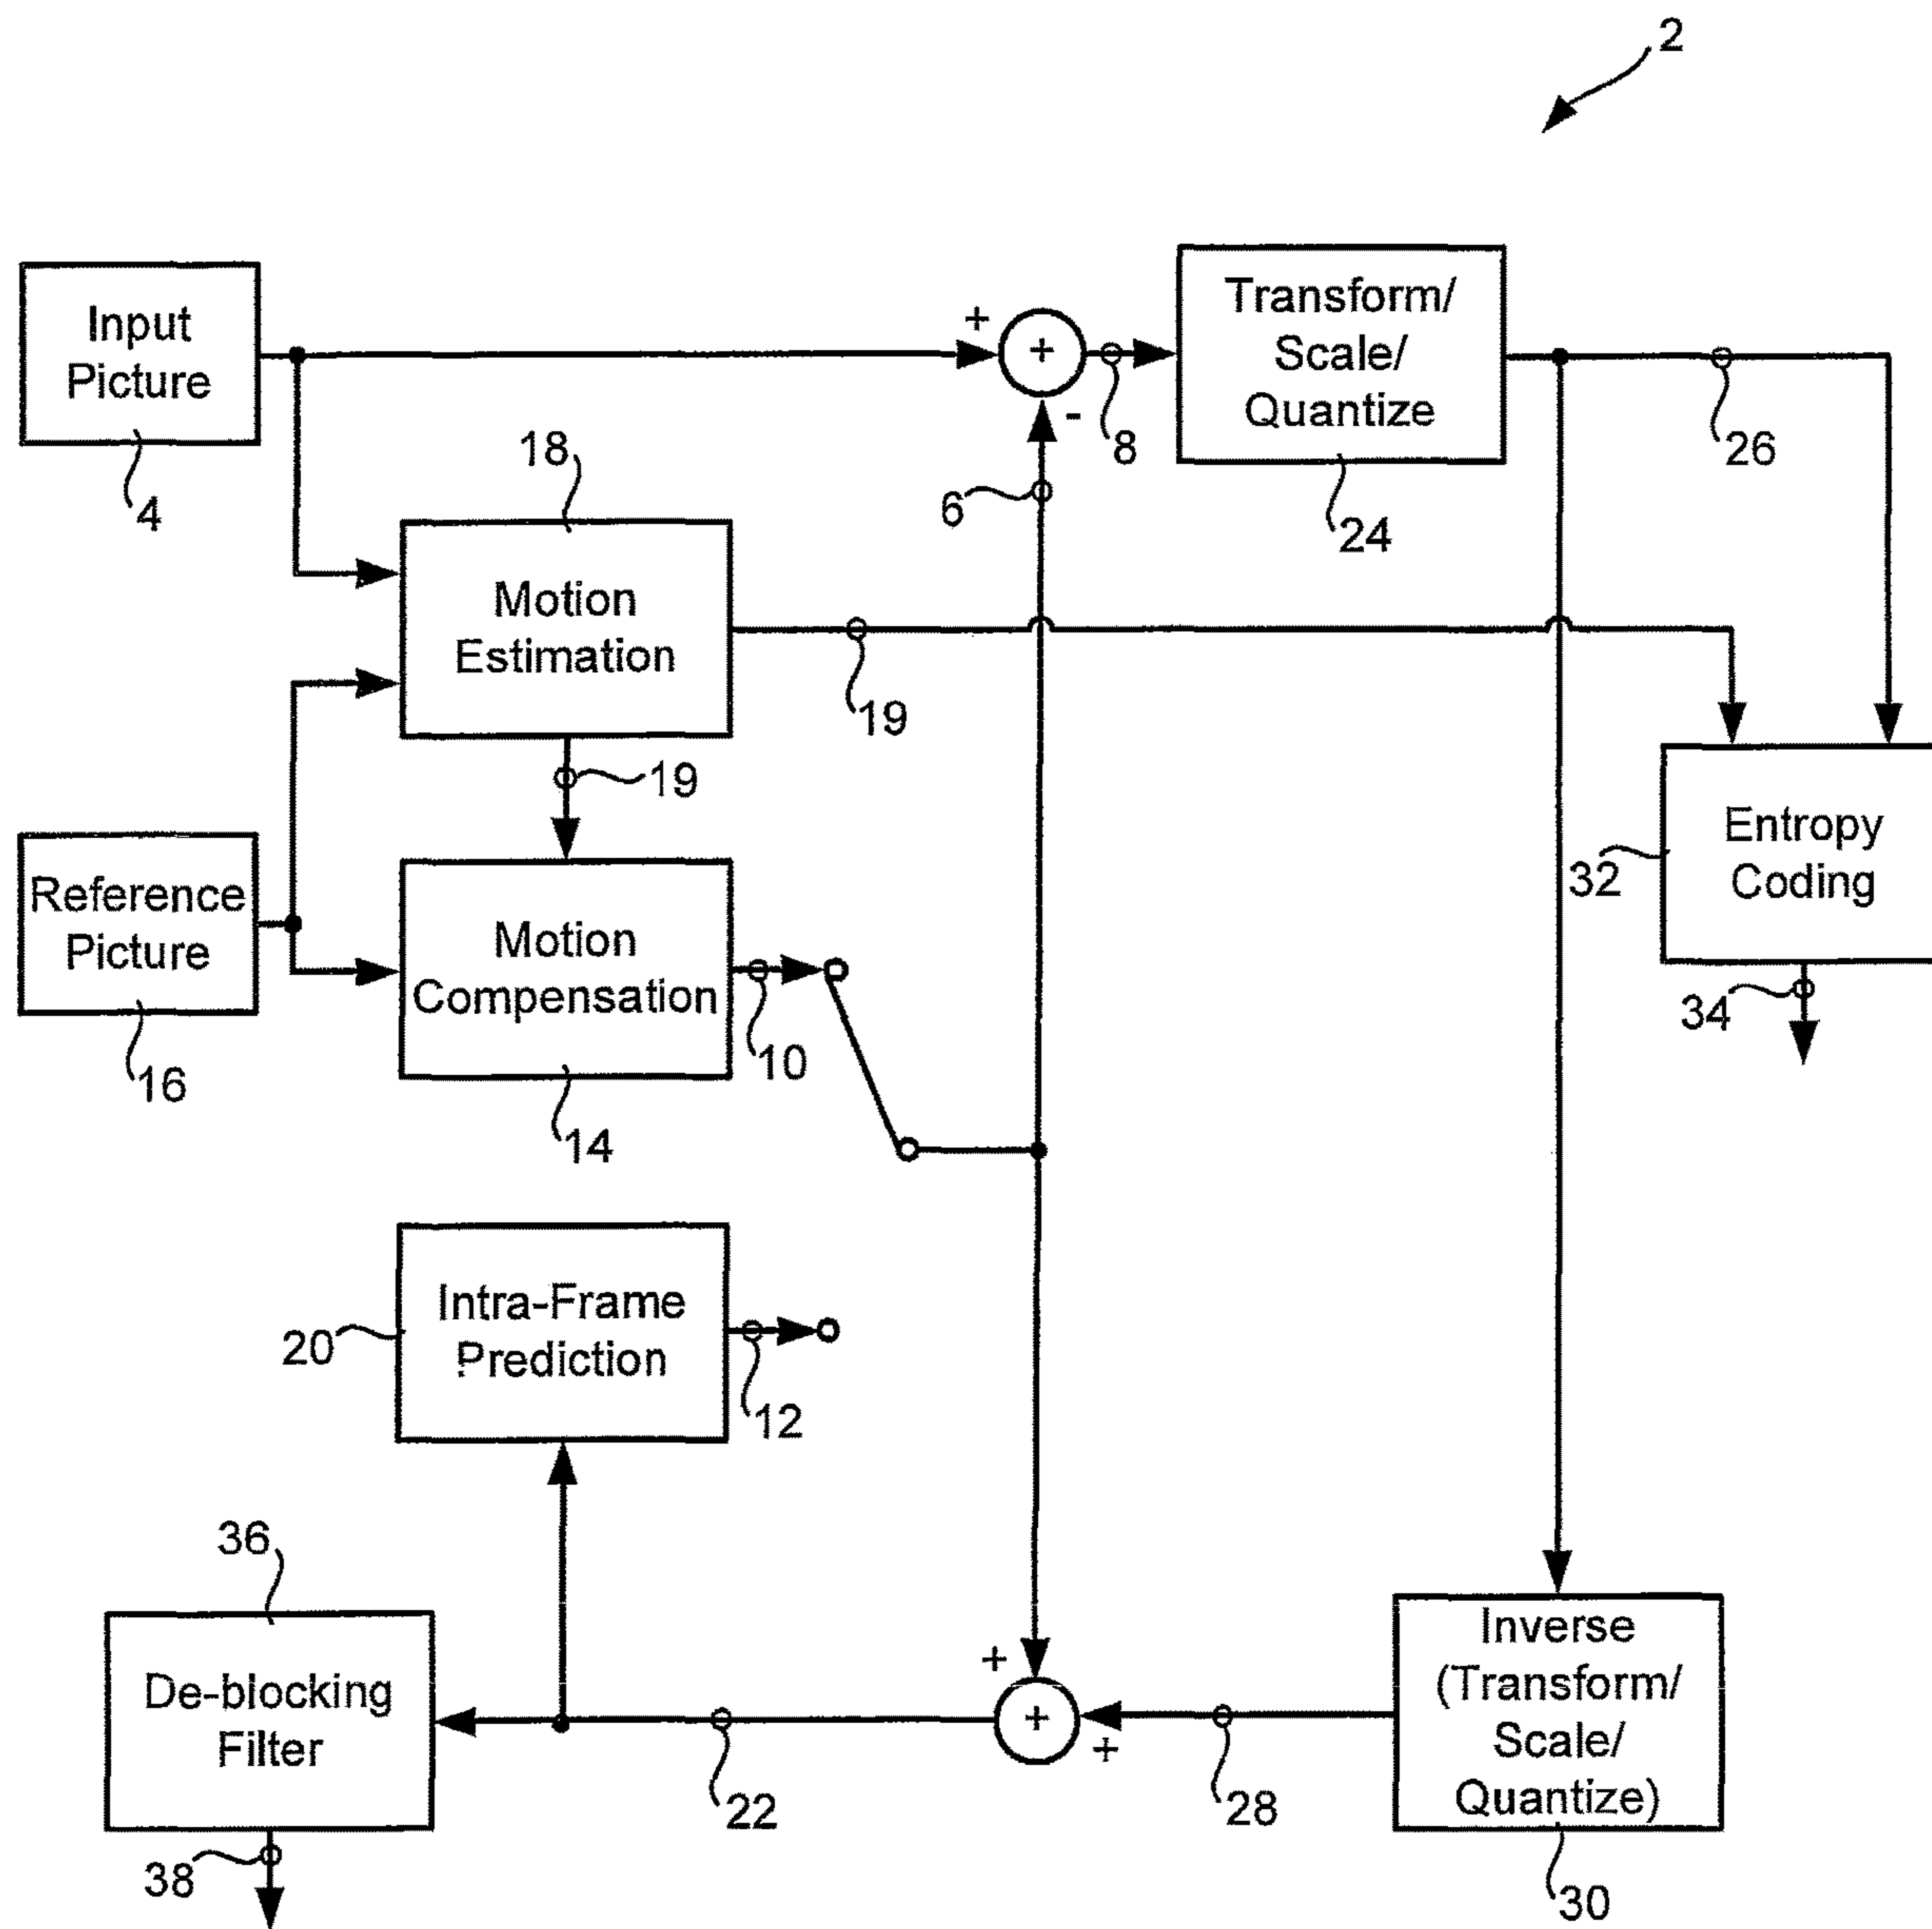 2
Input
Picture
4
+
+
-
8
Transform/
Scale/
Quantize
24
26
18
6
Motion
Estimation
19
19
Reference
Picture
16
Motion
Compensation
10
14
Entropy
Coding
32
34
Intra-Frame
Prediction
20
12
36
De-blocking
Filter
38
22
+
+
+
28
Inverse
(Transform/
Scale/
Quantize)
30